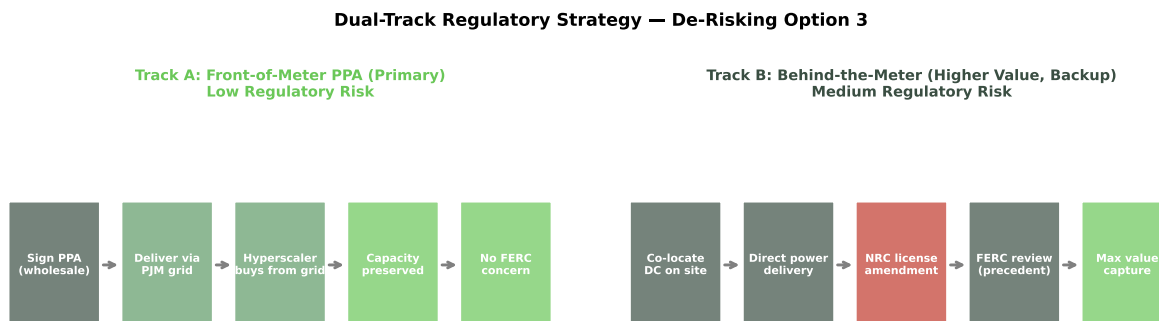 Dual-Track Regulatory Strategy — De-Risking Option 3
Track A: Front-of-Meter PPA (Primary)
Low Regulatory Risk
Track B: Behind-the-Meter (Higher Value, Backup)
Medium Regulatory Risk
Sign PPA
(wholesale)
Deliver via
PJM grid
Hyperscaler
buys from grid
Capacity
preserved
No FERC
concern
Co-locate
DC on site
Direct power
delivery
NRC license
amendment
FERC review
(precedent)
Max value
capture